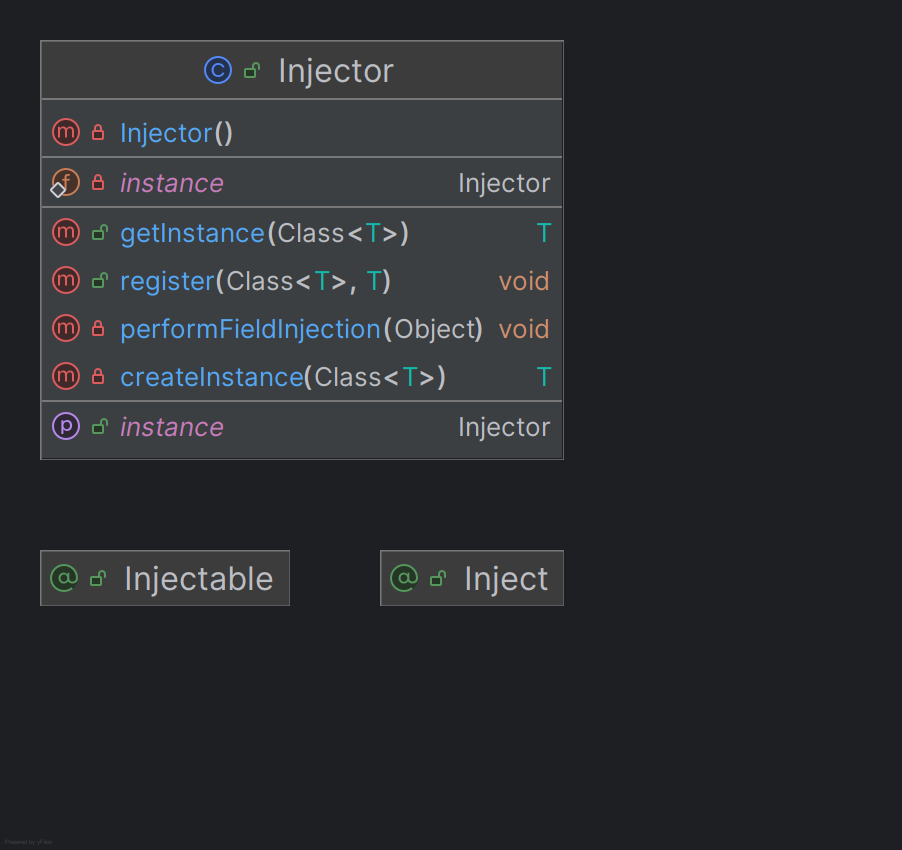 C Injector
m Injector()
f instance Injector
m getInstance(Class<T>) T
m register(Class<T>, T) void
m performFieldInjection(Object) void
m createInstance(Class<T>) T
p instance Injector
@ Injectable
@ Inject
Powered by yFiles